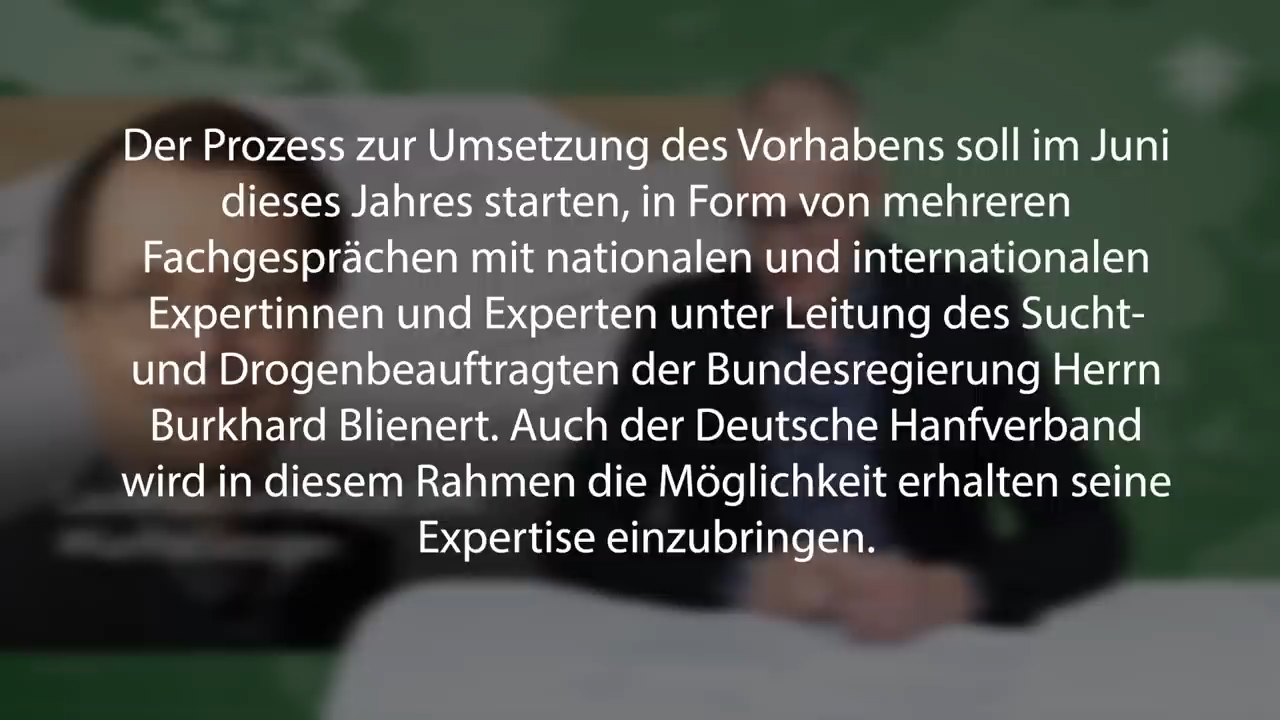 Der Prozess zur Umsetzung des Vorhabens soll im Juni
dieses Jahres starten, in Form von mehreren
Fachgesprächen mit nationalen und internationalen
Expertinnen und Experten unter Leitung des Sucht-
und Drogenbeauftragten der Bundesregierung Herrn
Burkhard Blienert. Auch der Deutsche Hanfverband
wird in diesem Rahmen die Möglichkeit erhalten seine
Expertise einzubringen.